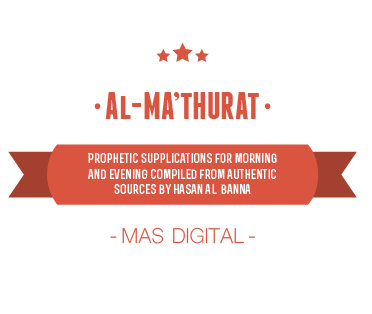 • AL-MA'THURAT •
PROPHETIC SUPPLICATIONS FOR MORNING
AND EVENING COMPILED FROM AUTHENTIC
SOURCES BY HASAN AL BANNA
- MAS DIGITAL -